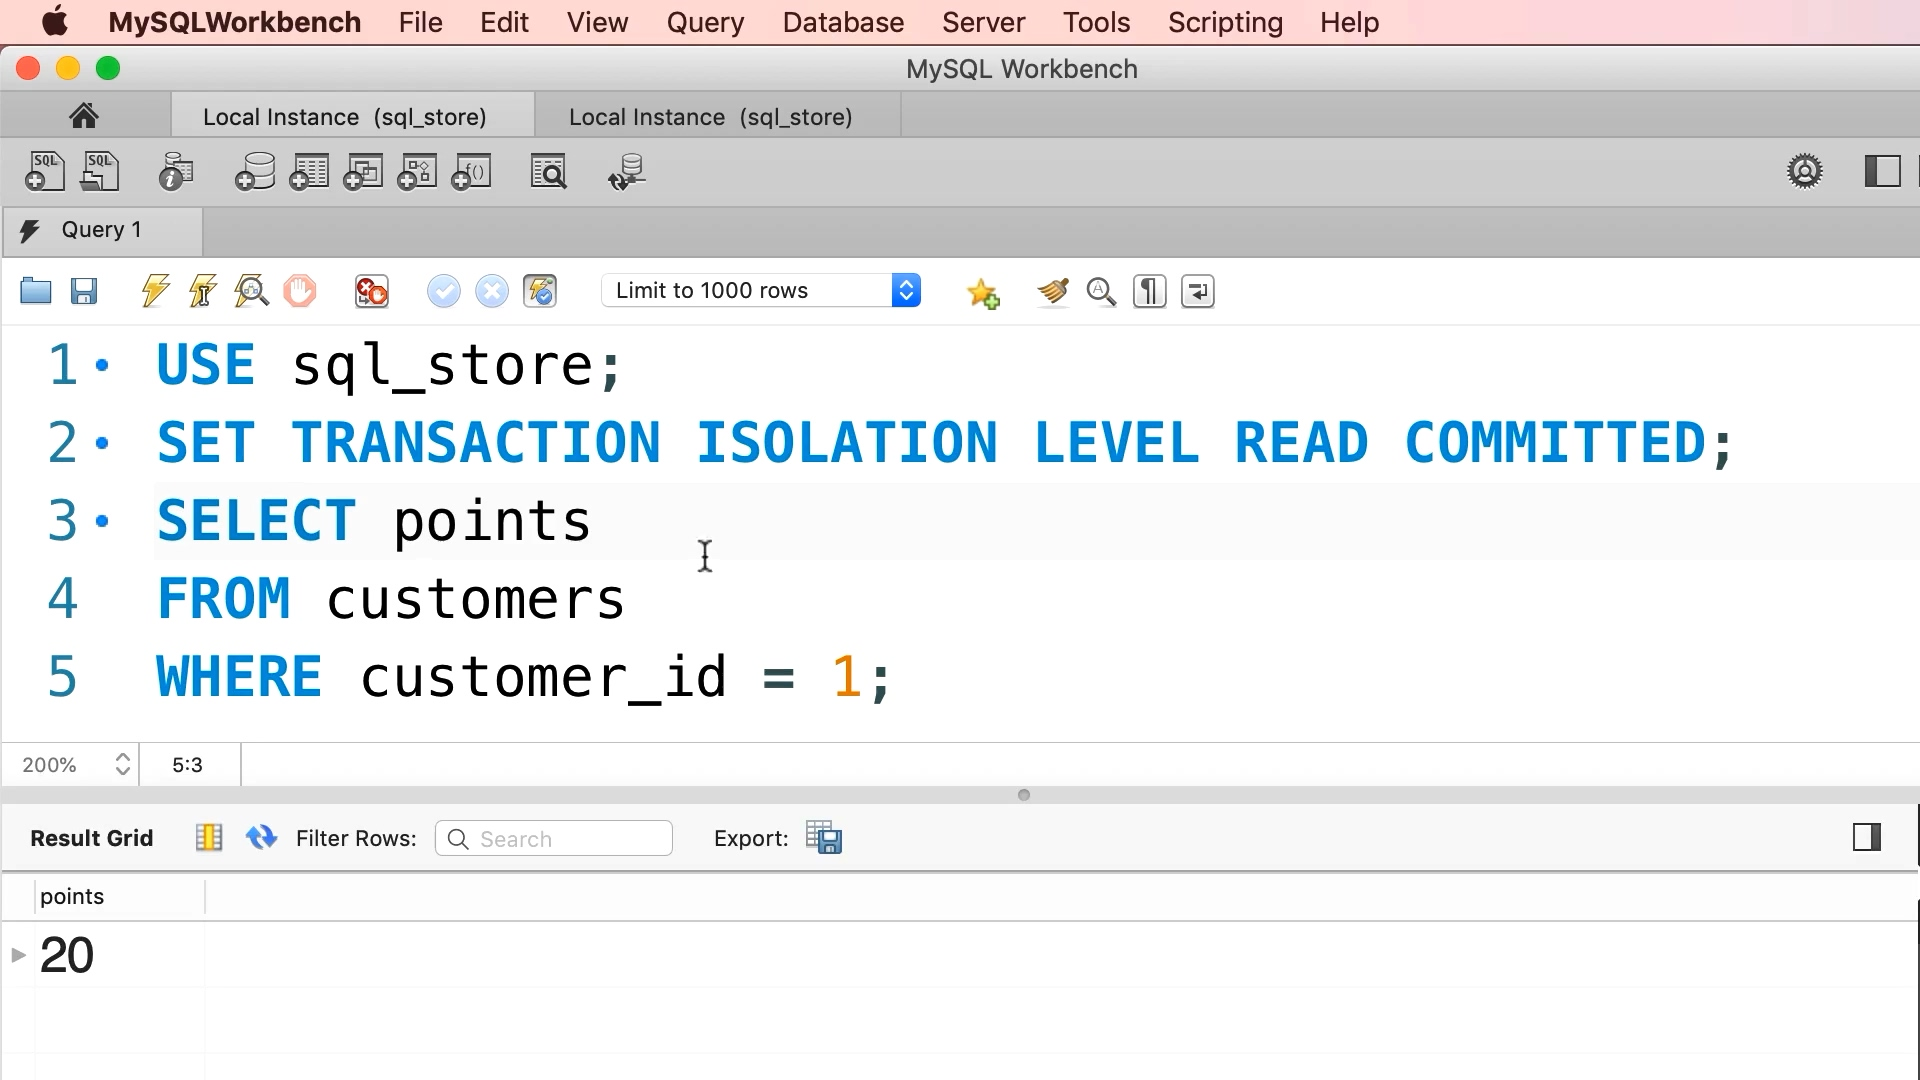 MySQLWorkbench File Edit View Query Database Server Tools Scripting Help
MySQL Workbench
Local Instance (sql_store) Local Instance (sql_store)
Query 1
Limit to 1000 rows
1 USE sql_store;
2 SET TRANSACTION ISOLATION LEVEL READ COMMITTED;
3 SELECT points
4 FROM customers
5 WHERE customer_id = 1;
200% 5:3
Result Grid Filter Rows: Search Export:
points
20